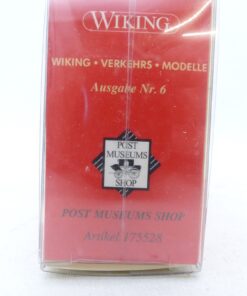 WIKING
WIKING • VERKEHRS • MODELLE
Ausgabe Nr. 6
POST
MUSEUMS
SHOP
POST MUSEUMS SHOP
Artikel 175528